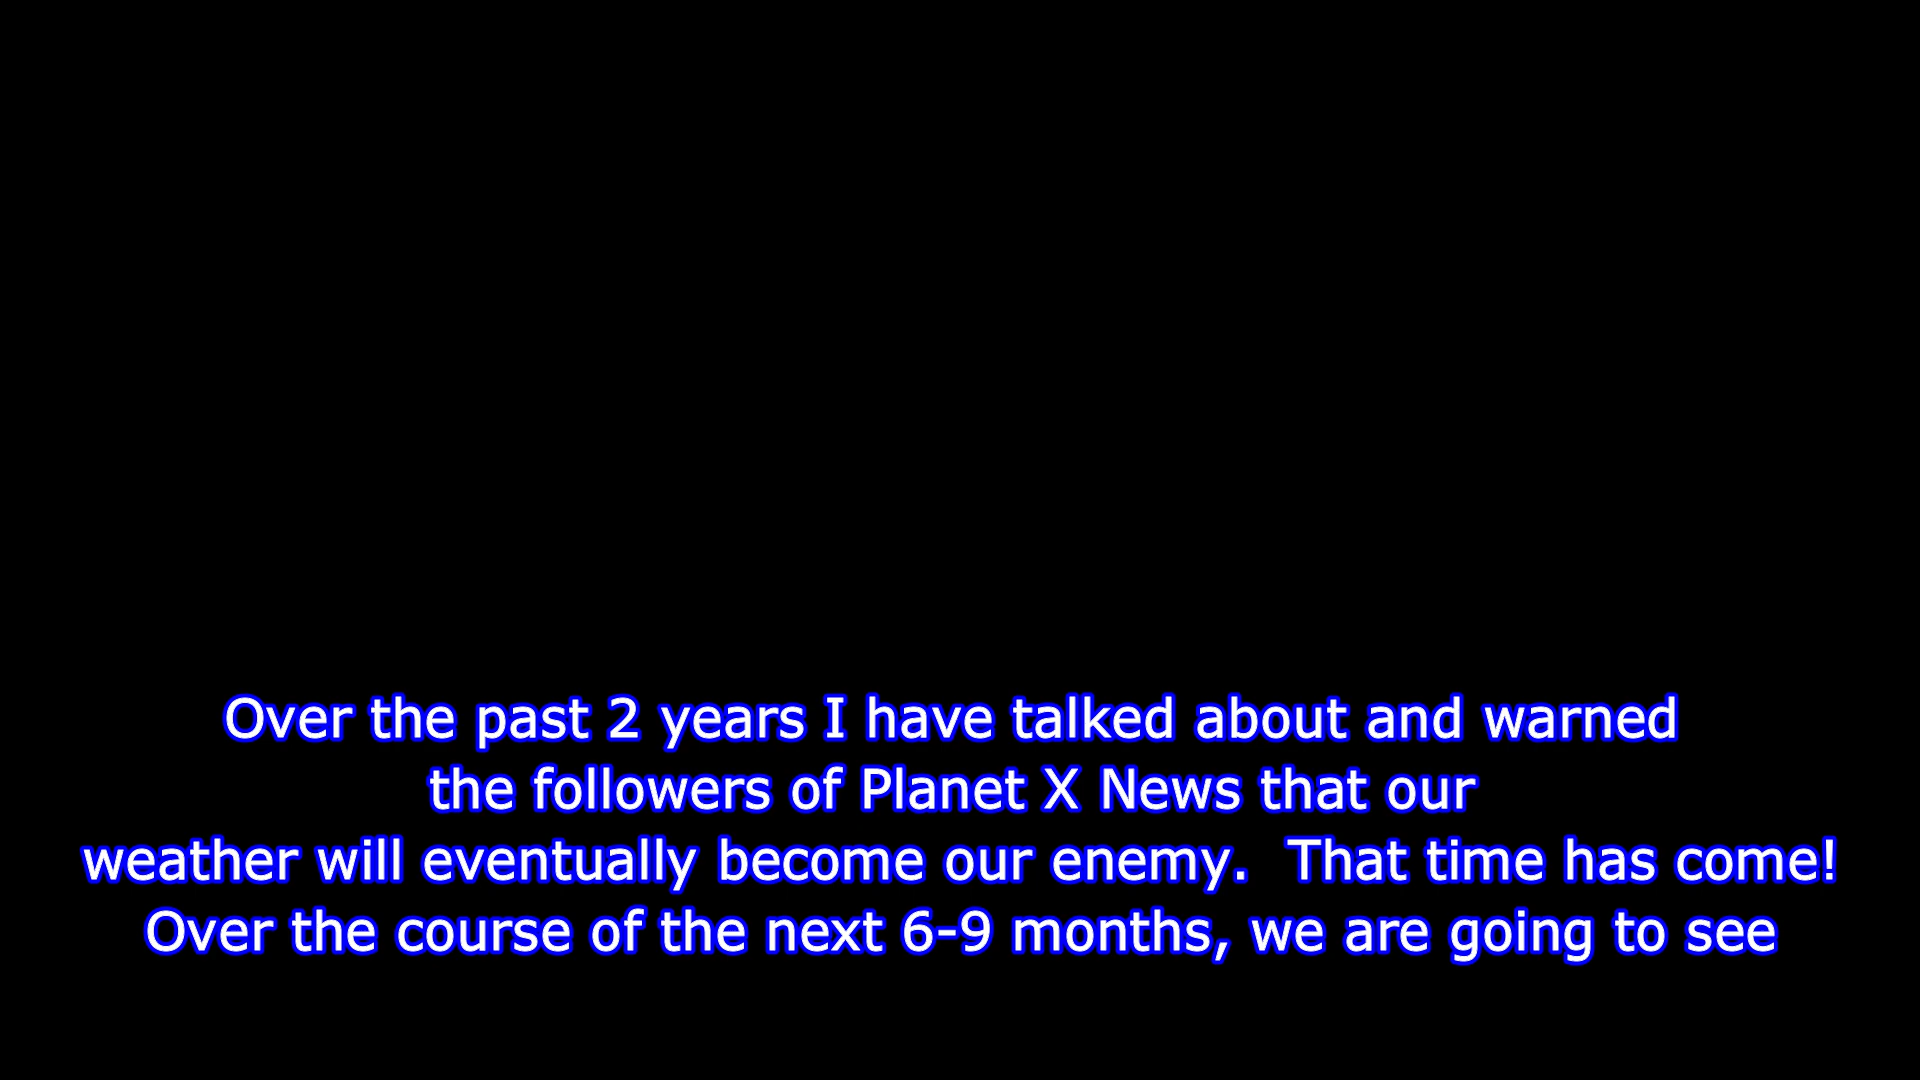 Over the past 2 years I have talked about and warned
the followers of Planet X News that our
weather will eventually become our enemy.  That time has come!
Over the course of the next 6-9 months, we are going to see